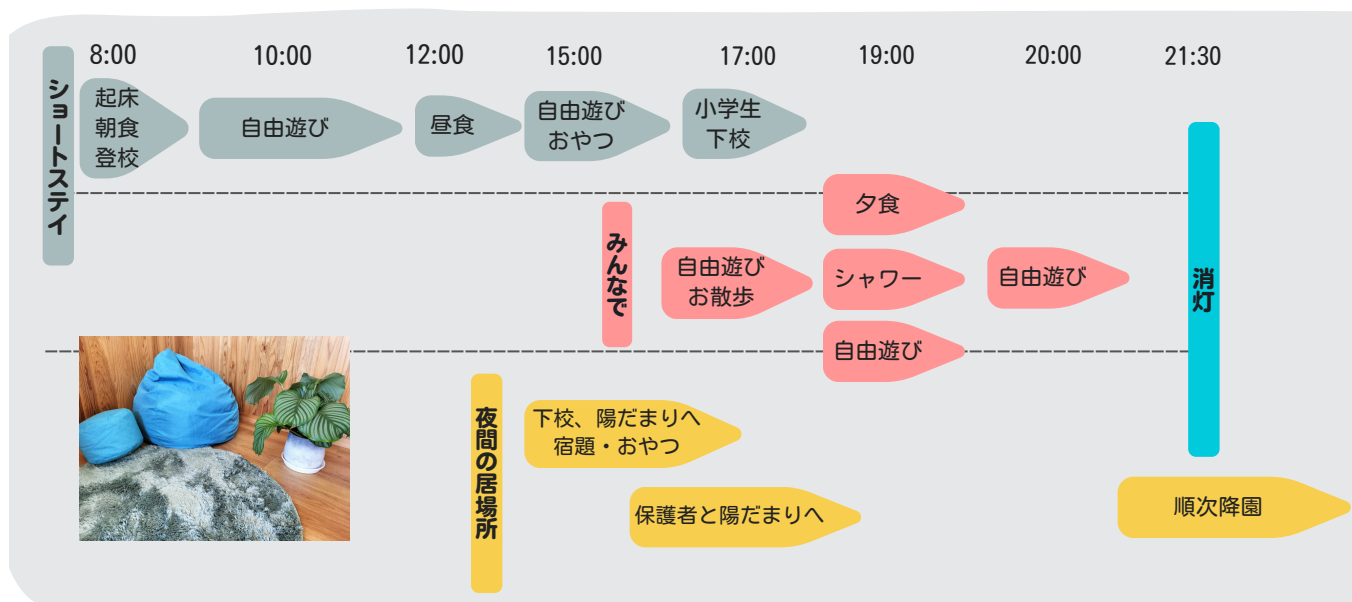 8:00
10:00
12:00
15:00
17:00
19:00
20:00
21:30
ショートステイ
起床
朝食
登校
自由遊び
昼食
自由遊び
おやつ
小学生
下校
みんなで
自由遊び
お散歩
夕食
シャワー
自由遊び
自由遊び
消灯
夜間の居場所
下校、陽だまりへ
宿題・おやつ
保護者と陽だまりへ
順次降園